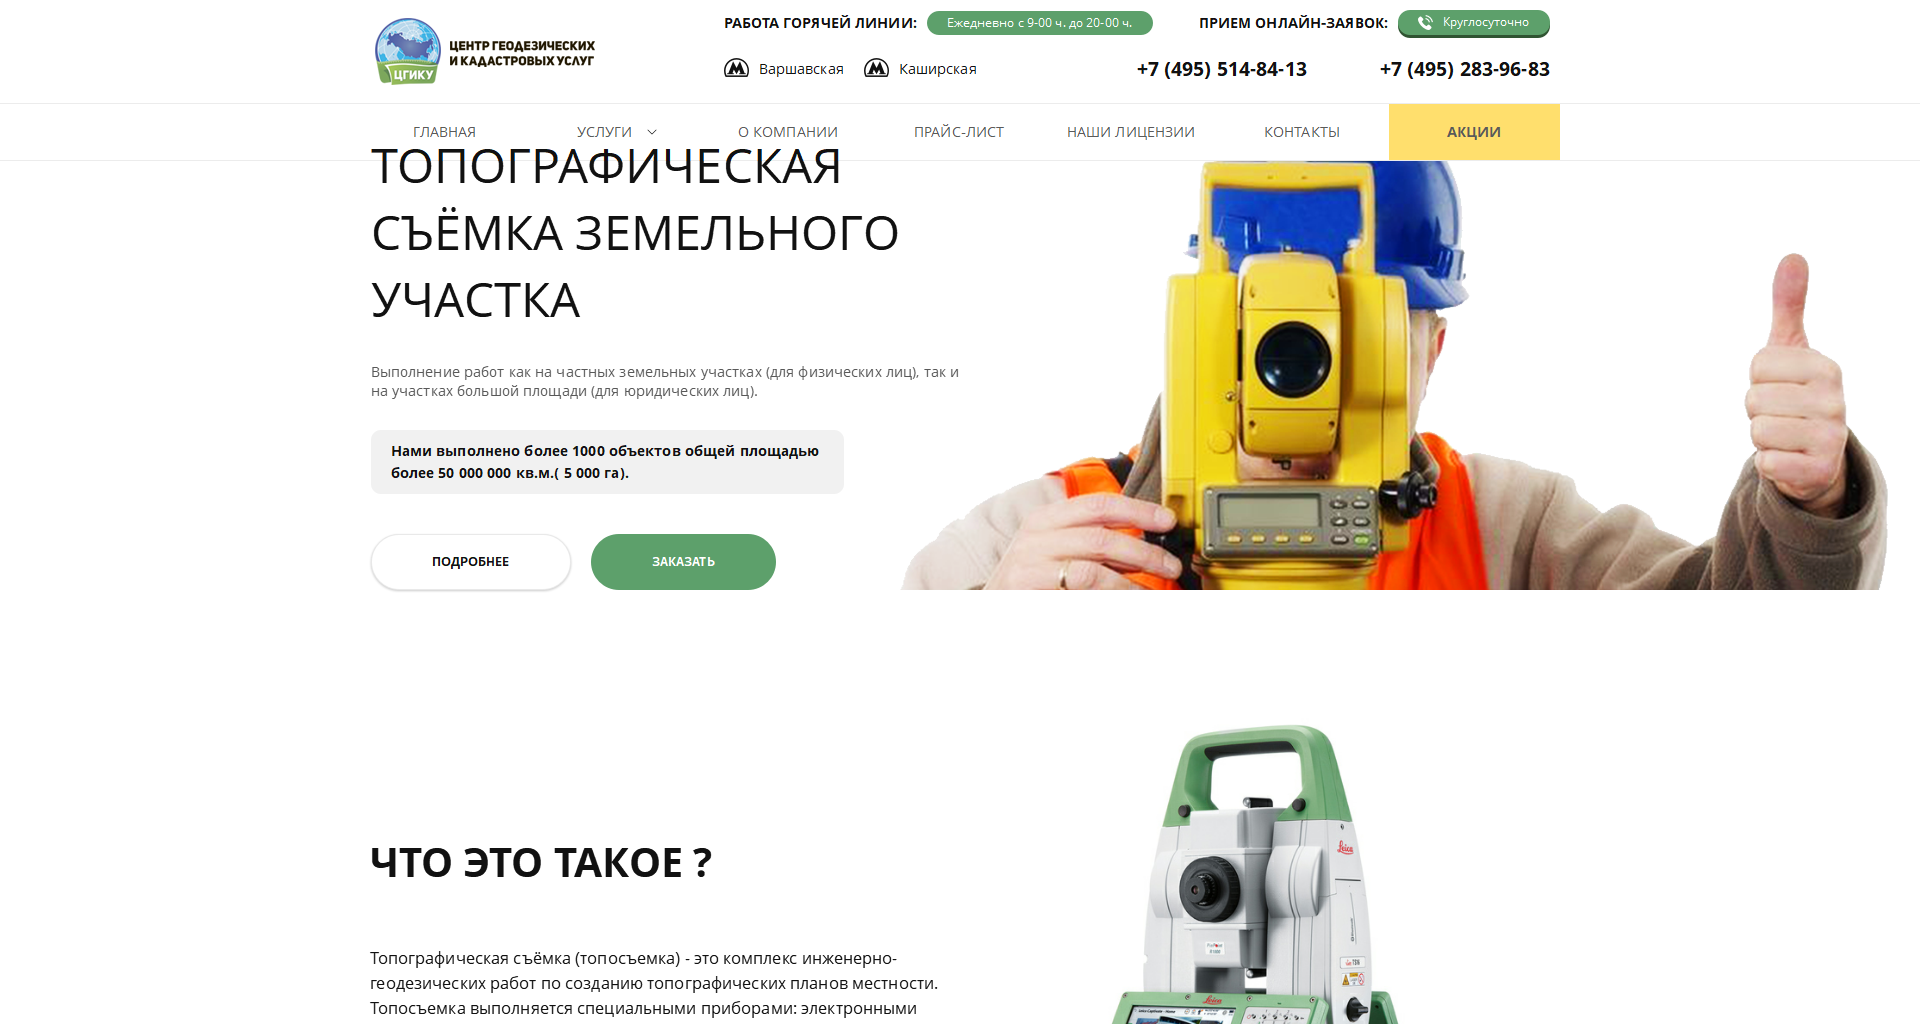 ЦГИКУ
ЦЕНТР ГЕОДЕЗИЧЕСКИХ
И КАДАСТРОВЫХ УСЛУГ
РАБОТА ГОРЯЧЕЙ ЛИНИИ:
Ежедневно с 9-00 ч. до 20-00 ч.
ПРИЕМ ОНЛАЙН-ЗАЯВОК:
Круглосуточно
Варшавская
Каширская
+7 (495) 514-84-13
+7 (495) 283-96-83
ГЛАВНАЯ
УСЛУГИ
О КОМПАНИИ
ПРАЙС-ЛИСТ
НАШИ ЛИЦЕНЗИИ
КОНТАКТЫ
АКЦИИ
ТОПОГРАФИЧЕСКАЯ
СЪЁМКА ЗЕМЕЛЬНОГО
УЧАСТКА
Выполнение работ как на частных земельных участках (для физических лиц), так и
на участках большой площади (для юридических лиц).
Нами выполнено более 1000 объектов общей площадью
более 50 000 000 кв.м.( 5 000 га).
ПОДРОБНЕЕ
ЗАКАЗАТЬ
ЧТО ЭТО ТАКОЕ ?
Топографическая съёмка (топосъемка) - это комплекс инженерно-
геодезических работ по созданию топографических планов местности.
Топосъемка выполняется специальными приборами: электронными
Leica
Leica